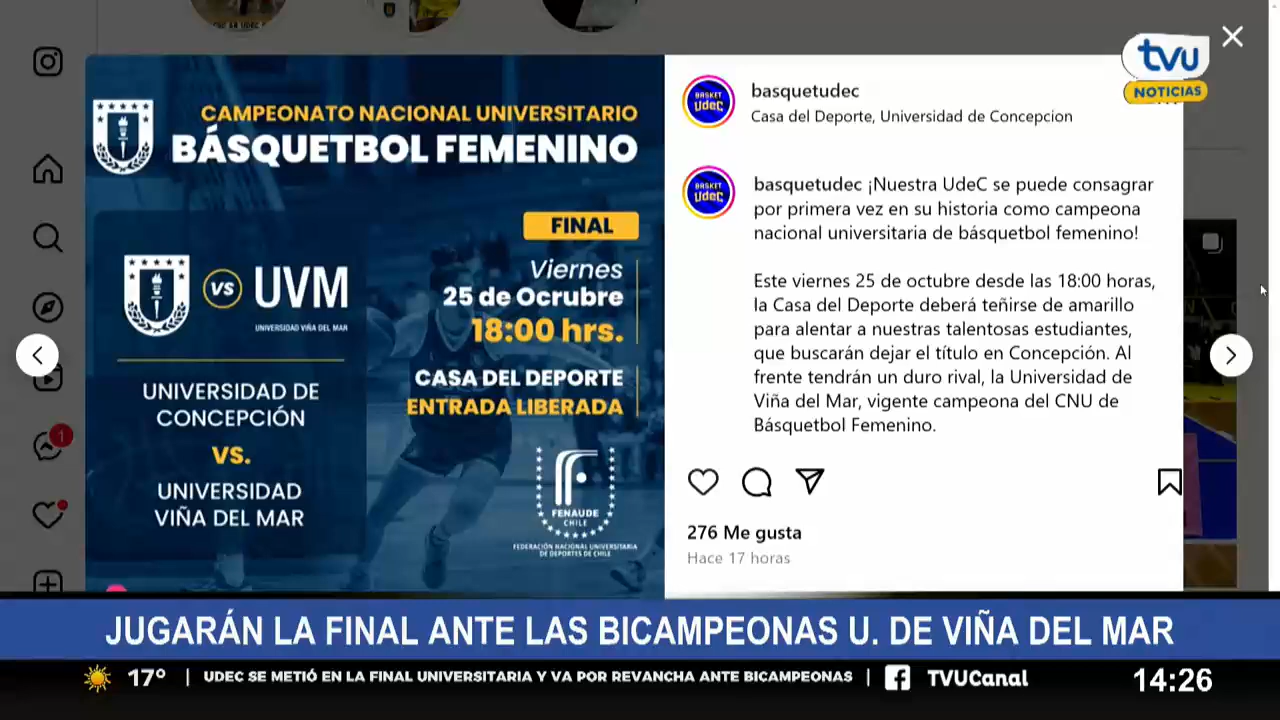 tvu
NOTICIAS
CAMPEONATO NACIONAL UNIVERSITARIO
BÁSQUETBOL FEMENINO
FINAL
Viernes
25 de Ocrubre
18:00 hrs.
CASA DEL DEPORTE
ENTRADA LIBERADA
VS
UVM
UNIVERSIDAD VIÑA DEL MAR
UNIVERSIDAD DE
CONCEPCIÓN
VS.
UNIVERSIDAD
VIÑA DEL MAR
FENAUDE
CHILE
FEDERACIÓN NACIONAL UNIVERSITARIA
DE DEPORTES DE CHILE
BASKET
UdeC
basquetudec
Casa del Deporte, Universidad de Concepcion
BASKET
UdeC
basquetudec ¡Nuestra UdeC se puede consagrar
por primera vez en su historia como campeona
nacional universitaria de básquetbol femenino!
Este viernes 25 de octubre desde las 18:00 horas,
la Casa del Deporte deberá teñirse de amarillo
para alentar a nuestras talentosas estudiantes,
que buscarán dejar el título en Concepción. Al
frente tendrán un duro rival, la Universidad de
Viña del Mar, vigente campeona del CNU de
Básquetbol Femenino.
276 Me gusta
Hace 17 horas
1
JUGARÁN LA FINAL ANTE LAS BICAMPEONAS U. DE VIÑA DEL MAR
17° | UDEC SE METIÓ EN LA FINAL UNIVERSITARIA Y VA POR REVANCHA ANTE BICAMPEONAS | TVUCanal
14:26